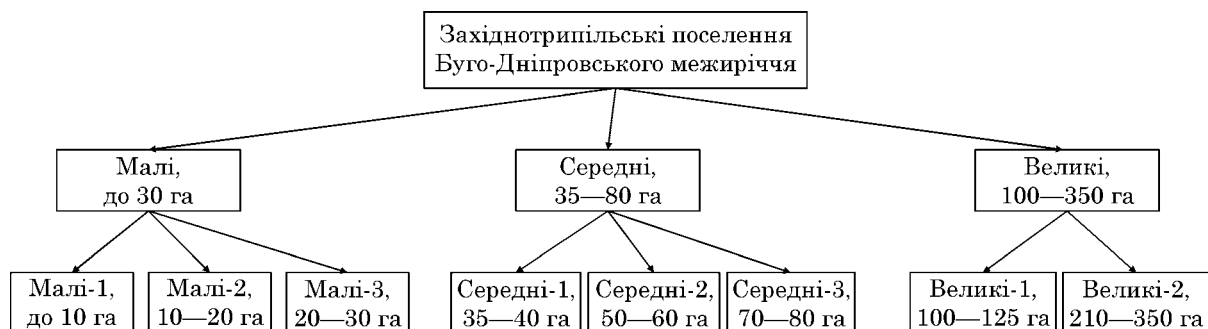 Західнотрипільські поселення
Буго-Дніпровського межиріччя
Малі,
до 30 га
Середні,
35—80 га
Великі,
100—350 га
Малі-1,
до 10 га
Малі-2,
10—20 га
Малі-3,
20—30 га
Середні-1,
35—40 га
Середні-2,
50—60 га
Середні-3,
70—80 га
Великі-1,
100—125 га
Великі-2,
210—350 га